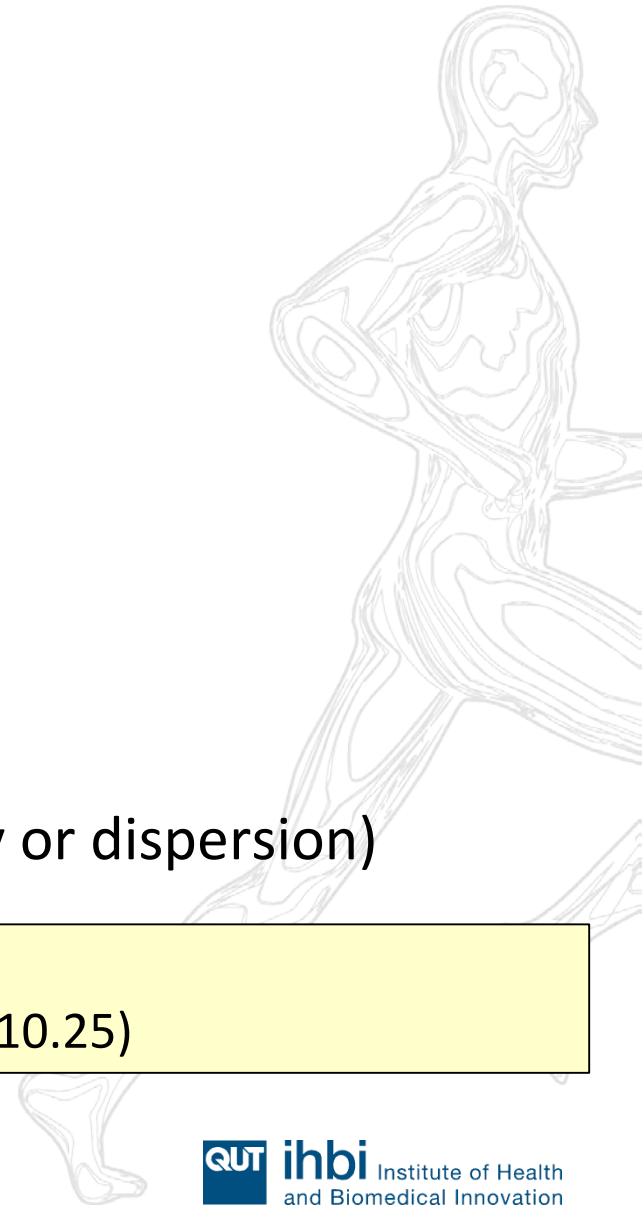 or dispersion)
10.25)
QUT ihbi Institute of Health
and Biomedical Innovation